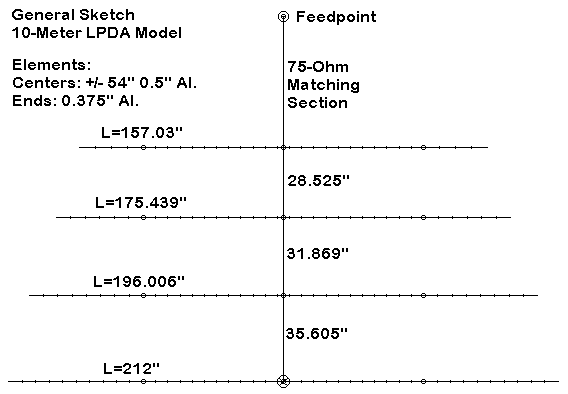 General Sketch
10-Meter LPDA Model
Feedpoint
Elements:
Centers: +/- 54" 0.5" Al.
Ends: 0.375" Al.
75-Ohm
Matching
Section
L=157.03"
28.525"
L=175.439"
31.869"
L=196.006"
35.605"
L=212"